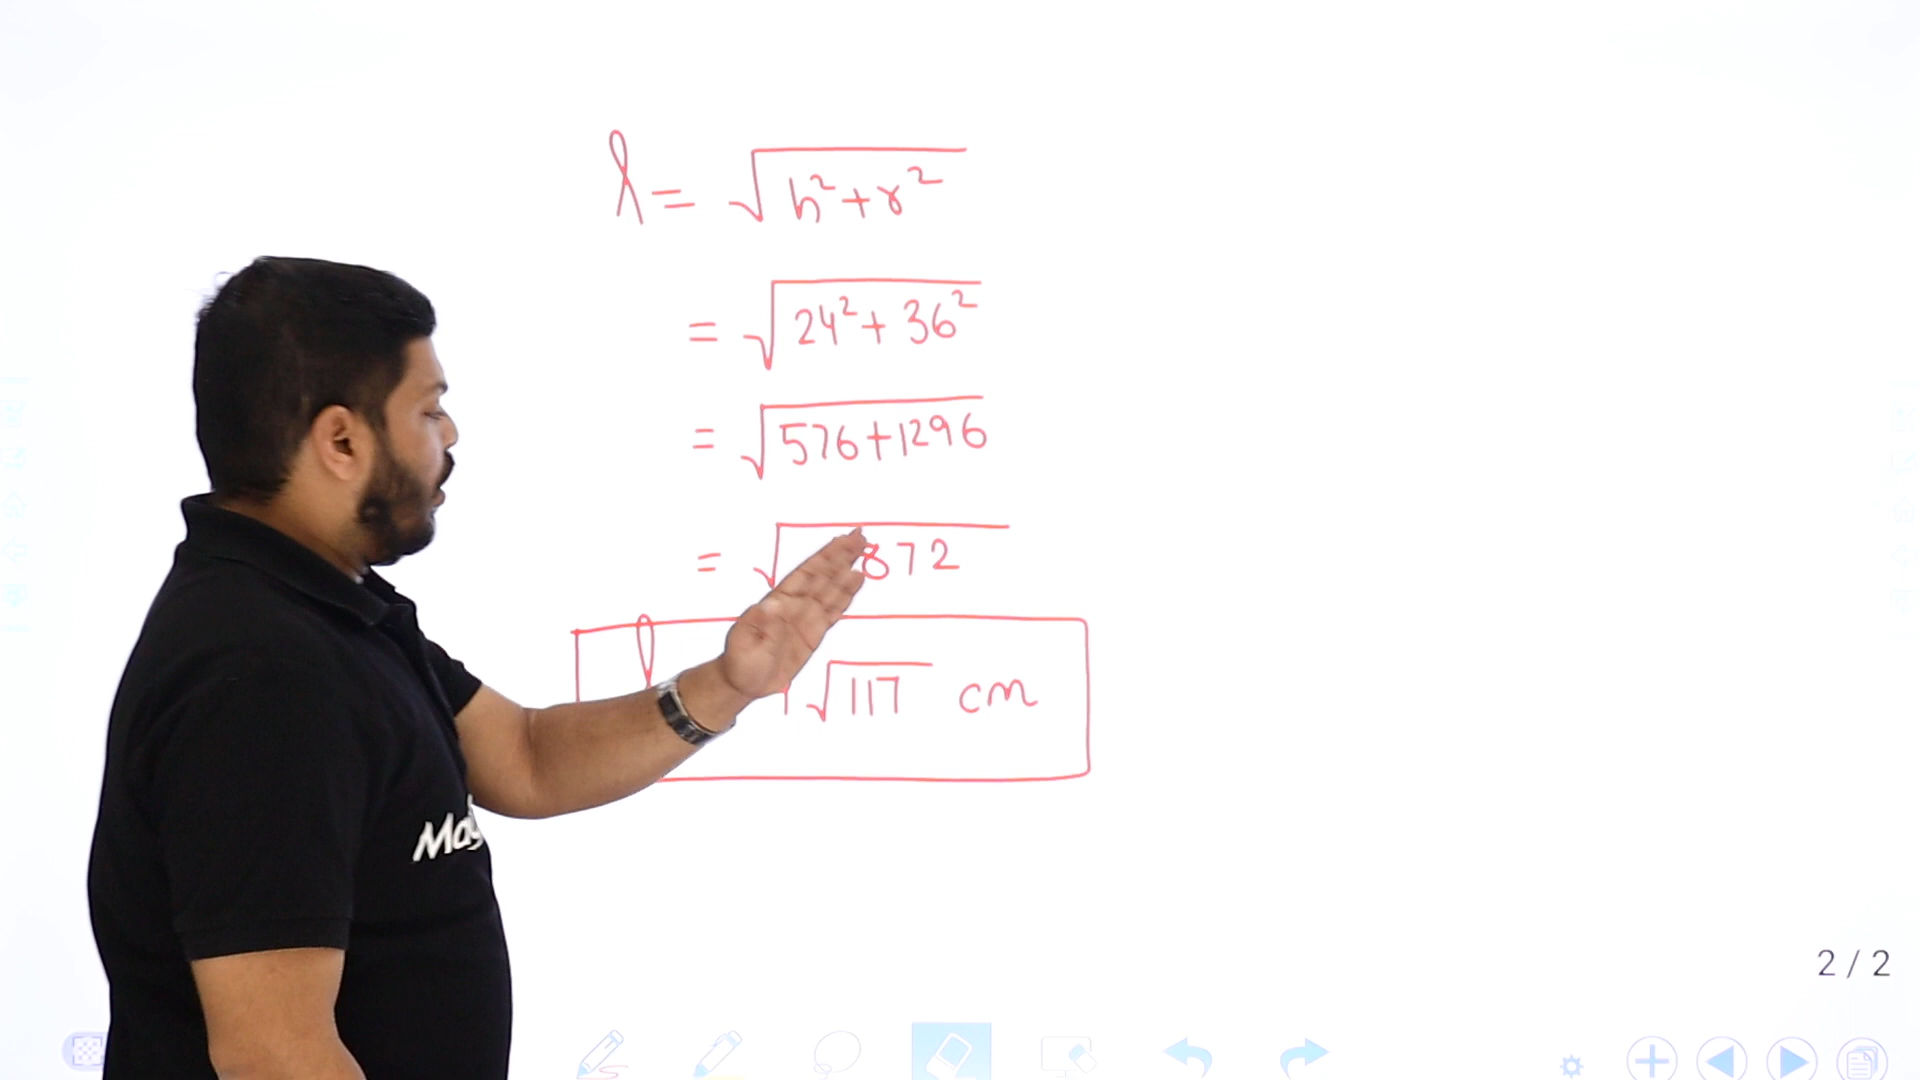 l = √h²+r²
= √24²+36²
= √576+1296
= √872
√117 cm
2 / 2